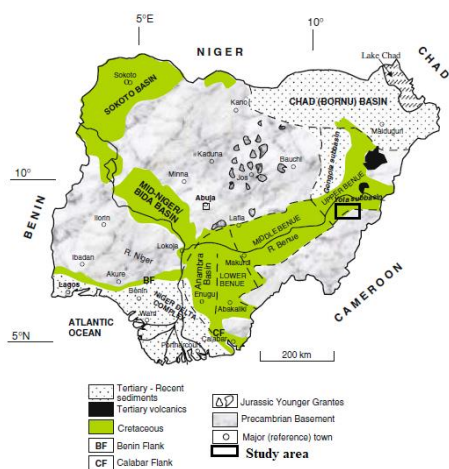 5°E
10°
NIGER
CHAD
Lake Chad
Sokoto
SOKOTO BASIN
Kano
CHAD (BORNU) BASIN
Maiduguri
Kaduna
Jos
Bauchi
Gongola subbasin
UPPER BENUE
Yola subbasin
10°
Minna
MID-NIGER/
BIDA BASIN
Abuja
BENIN
Ilorin
Lafia
MIDDLE BENUE
R. Benue
Makurdi
Lokoja
R. Niger
Ibadan
Akure
BF
Lagos
Benin
Anambra
Basin
LOWER
BENUE
Enugu
Abakaliki
CAMEROON
NIGER DELTA
COMPLEX
Warri
CF
Calabar
Portharcourt
ATLANTIC
OCEAN
5°N
200 km
Tertiary - Recent
sediments
Tertiary volcanics
Cretaceous
BF Benin Flank
CF Calabar Flank
Jurassic Younger Grantes
Precambrian Basement
Major (reference) town
Study area